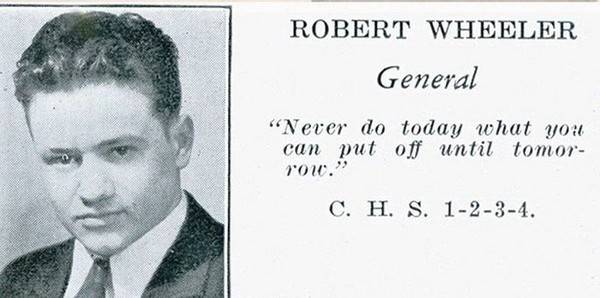 ROBERT WHEELER
General
"Never do today what you
can put off until tomor-
row."
C. H. S. 1-2-3-4.